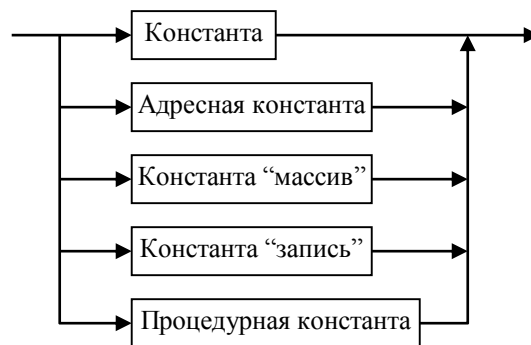 Константа
Адресная константа
Константа “массив”
Константа “запись”
Процедурная константа